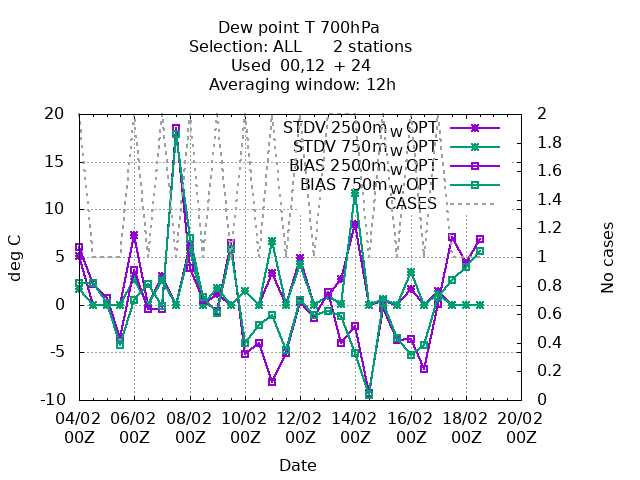 Dew point T 700hPa
Selection: ALL 2 stations
Used 00,12 + 24
Averaging window: 12h
STDV 2500m w OPT
STDV 750m w OPT
BIAS 2500m w OPT
BIAS 750m w OPT
CASES
20
15
10
5
0
-5
-10
deg C
2
1.8
1.6
1.4
1.2
1
0.8
0.6
0.4
0.2
0
No cases
04/02 06/02 08/02 10/02 12/02 14/02 16/02 18/02 20/02
00Z 00Z 00Z 00Z 00Z 00Z 00Z 00Z 00Z
Date